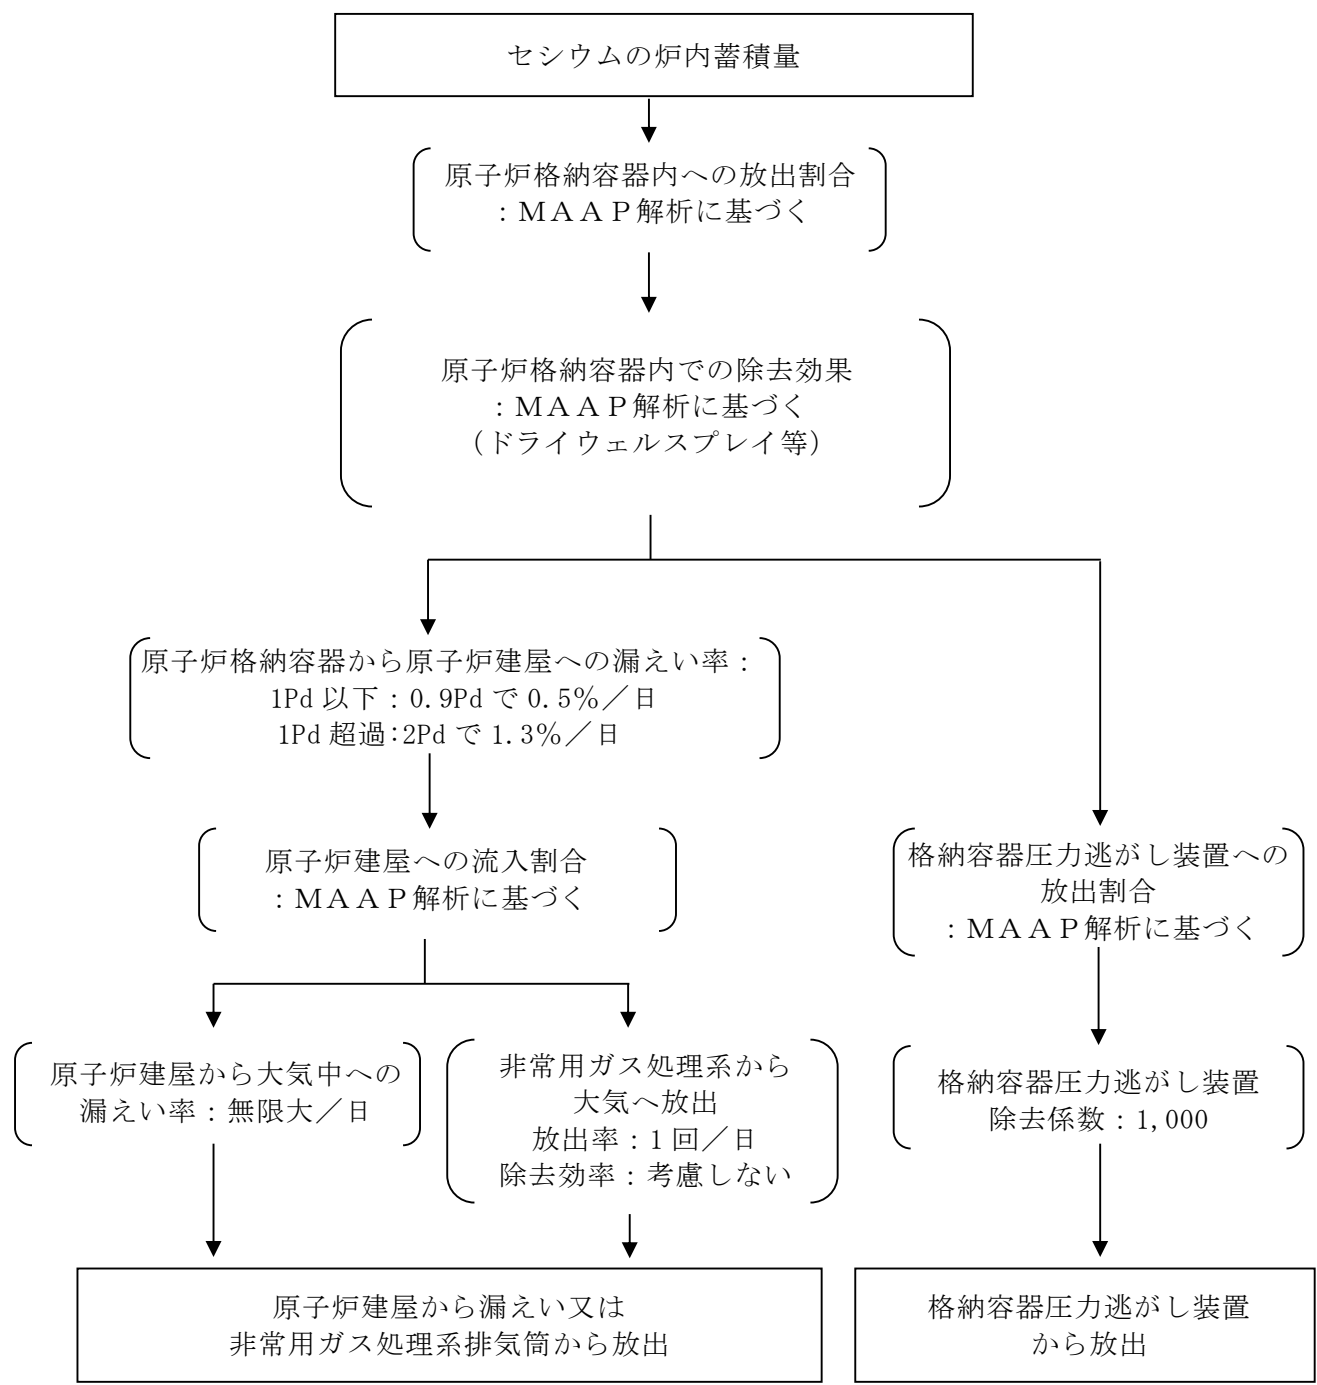 セシウムの炉内蓄積量
原子炉格納容器内への放出割合
：ＭＡＡＰ解析に基づく
原子炉格納容器内での除去効果
：ＭＡＡＰ解析に基づく
（ドライウェルスプレイ等）
原子炉格納容器から原子炉建屋への漏えい率：
1Pd 以下：0.9Pd で 0.5％／日
1Pd 超過:2Pd で 1.3％／日
原子炉建屋への流入割合
：ＭＡＡＰ解析に基づく
格納容器圧力逃がし装置への
放出割合
：ＭＡＡＰ解析に基づく
原子炉建屋から大気中への
漏えい率：無限大／日
非常用ガス処理系から
大気へ放出
放出率：1 回／日
除去効率：考慮しない
格納容器圧力逃がし装置
除去係数：1,000
原子炉建屋から漏えい又は
非常用ガス処理系排気筒から放出
格納容器圧力逃がし装置
から放出